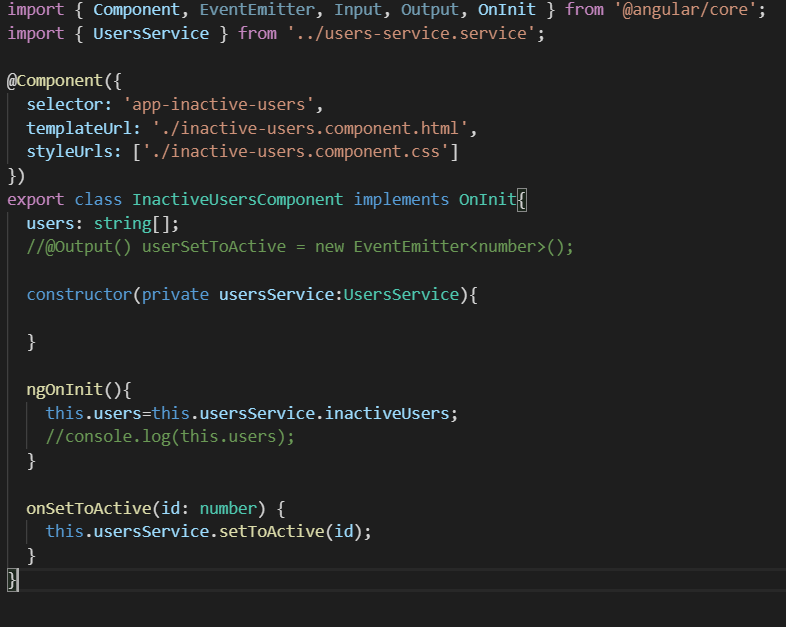 import { Component, EventEmitter, Input, Output, OnInit } from '@angular/core';
import { UsersService } from '../users-service.service';
@Component({
selector: 'app-inactive-users',
templateUrl: './inactive-users.component.html',
styleUrls: ['./inactive-users.component.css']
})
export class InactiveUsersComponent implements OnInit{
users: string[];
//@Output() userSetToActive = new EventEmitter<number>();
constructor(private usersService:UsersService){
}
ngOnInit(){
this.users=this.usersService.inactiveUsers;
//console.log(this.users);
}
onSetToActive(id: number) {
this.usersService.setToActive(id);
}
}